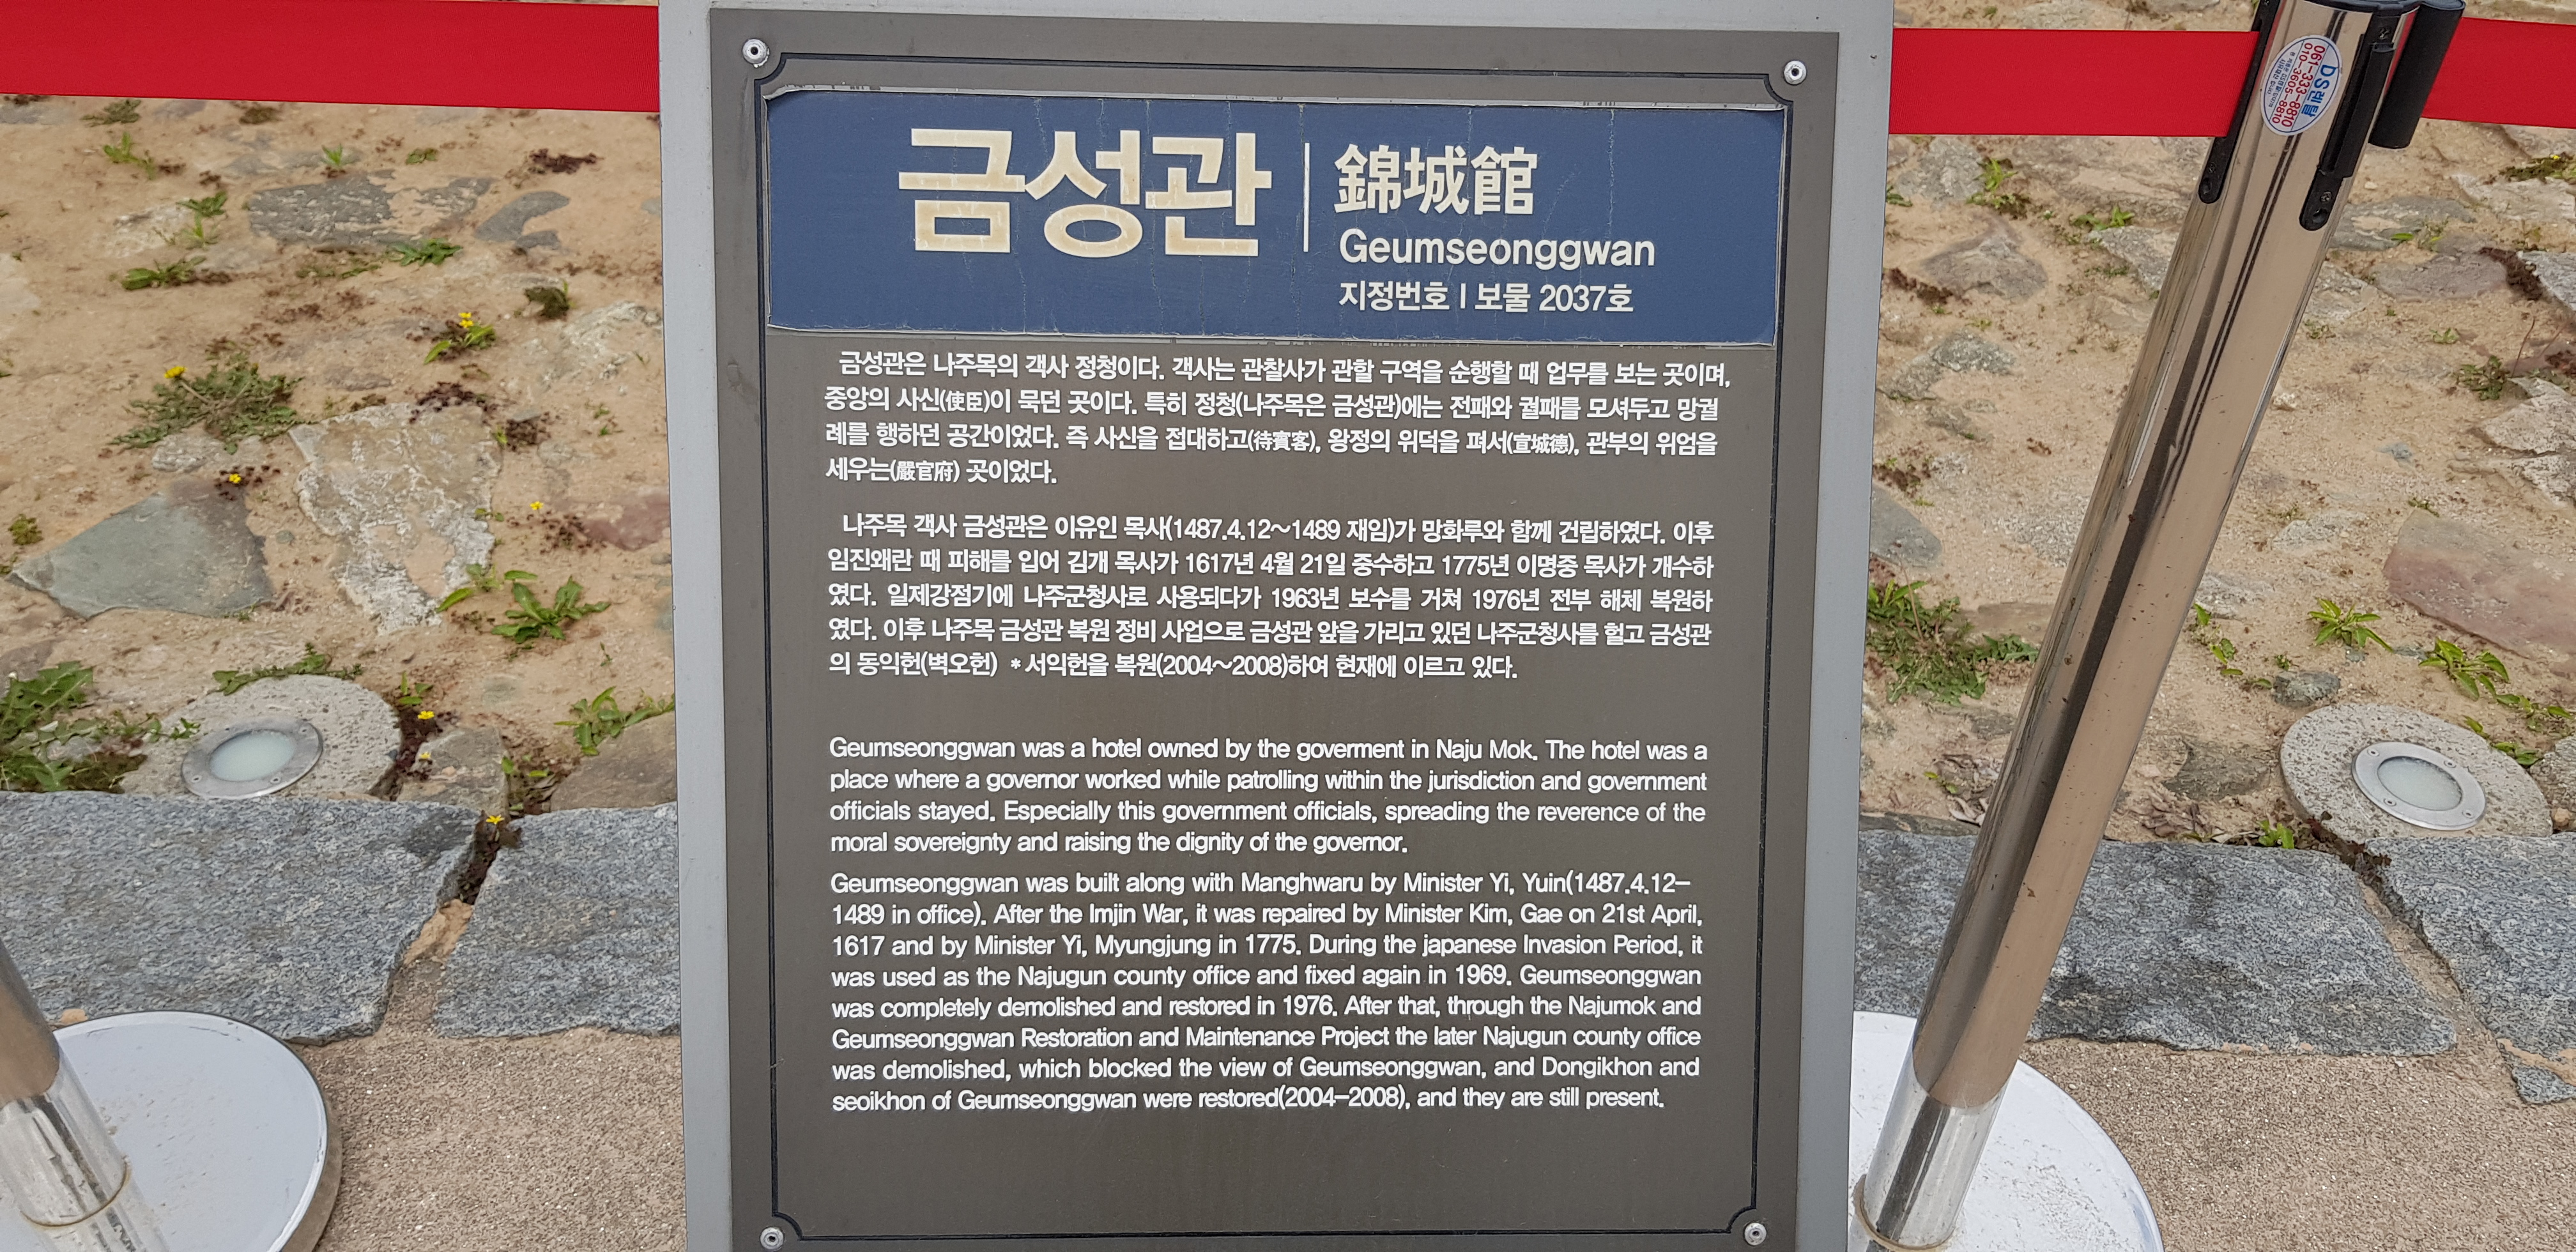 금성관
錦城館
Geumseonggwan
지정번호 | 보물 2037호
금성관은 나주목의 객사 정청이다. 객사는 관찰사가 관할 구역을 순행할 때 업무를 보는 곳이며,
중앙의 사신(使臣)이 묵던 곳이다. 특히 정청(나주목은 금성관)에는 전패와 궐패를 모셔두고 망궐
례를 행하던 공간이었다. 즉 사신을 접대하고(待賓客), 왕정의 위덕을 펴서(宣城德), 관부의 위엄을
세우는(嚴官府) 곳이었다.
나주목 객사 금성관은 이유인 목사(1487.4.12~1489 재임)가 망화루와 함께 건립하였다. 이후
임진왜란 때 피해를 입어 김개 목사가 1617년 4월 21일 중수하고 1775년 이명중 목사가 개수하
였다. 일제강점기에 나주군청사로 사용되다가 1963년 보수를 거쳐 1976년 전부 해체 복원하
였다. 이후 나주목 금성관 복원 정비 사업으로 금성관 앞을 가리고 있던 나주군청사를 헐고 금성관
의 동익헌(벽오헌) *서익헌을 복원(2004~2008)하여 현재에 이르고 있다.
Geumseonggwan was a hotel owned by the goverment in Naju Mok. The hotel was a
place where a governor worked while patrolling within the jurisdiction and government
officials stayed. Especially this government officials, spreading the reverence of the
moral sovereignty and raising the dignity of the governor.
Geumseonggwan was built along with Manghwaru by Minister Yi, Yuin(1487.4.12–
1489 in office). After the Imjin War, it was repaired by Minister Kim, Gae on 21st April,
1617 and by Minister Yi, Myungjung in 1775. During the japanese Invasion Period, it
was used as the Najugun county office and fixed again in 1969. Geumseonggwan
was completely demolished and restored in 1976. After that, through the Najumok and
Geumseonggwan Restoration and Maintenance Project the later Najugun county office
was demolished, which blocked the view of Geumseonggwan, and Dongikhon and
seoikhon of Geumseonggwan were restored(2004–2008), and they are still present.
DS렌탈
061-333-8810
010-3605-8810